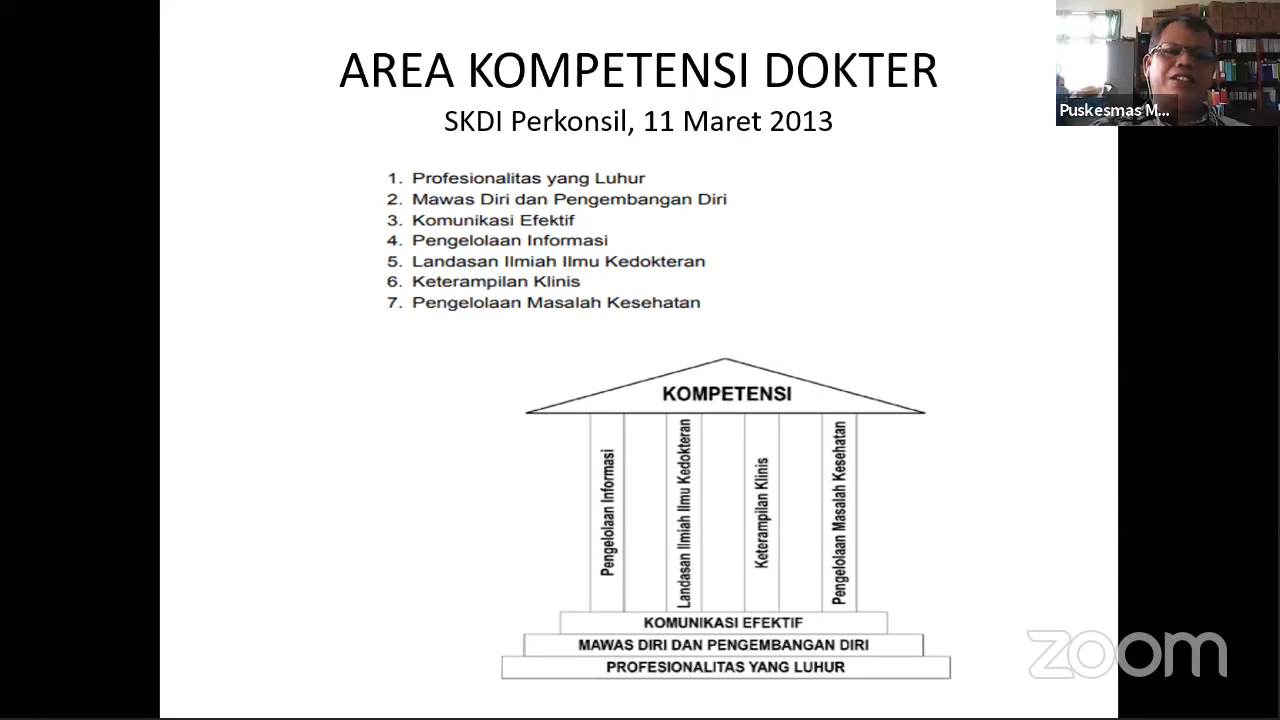 AREA KOMPETENSI DOKTER
SKDI Perkonsil, 11 Maret 2013
Puskesmas M...
1. Profesionalitas yang Luhur
2. Mawas Diri dan Pengembangan Diri
3. Komunikasi Efektif
4. Pengelolaan Informasi
5. Landasan Ilmiah Ilmu Kedokteran
6. Keterampilan Klinis
7. Pengelolaan Masalah Kesehatan
KOMPETENSI
Pengelolaan Informasi
Landasan Ilmiah Ilmu Kedokteran
Keterampilan Klinis
Pengelolaan Masalah Kesehatan
KOMUNIKASI EFEKTIF
MAWAS DIRI DAN PENGEMBANGAN DIRI
PROFESIONALITAS YANG LUHUR
zoom